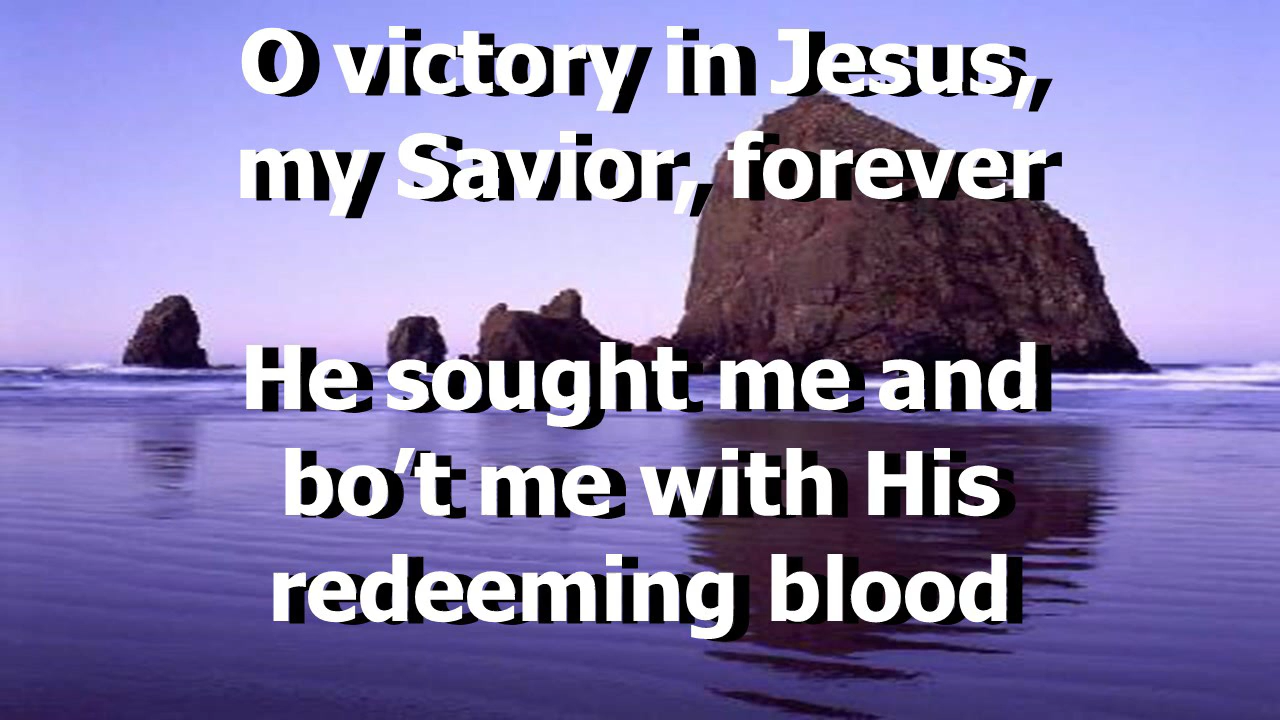 O victory in Jesus,
my Savior, forever
He sought me and
bo’t me with His
redeeming blood